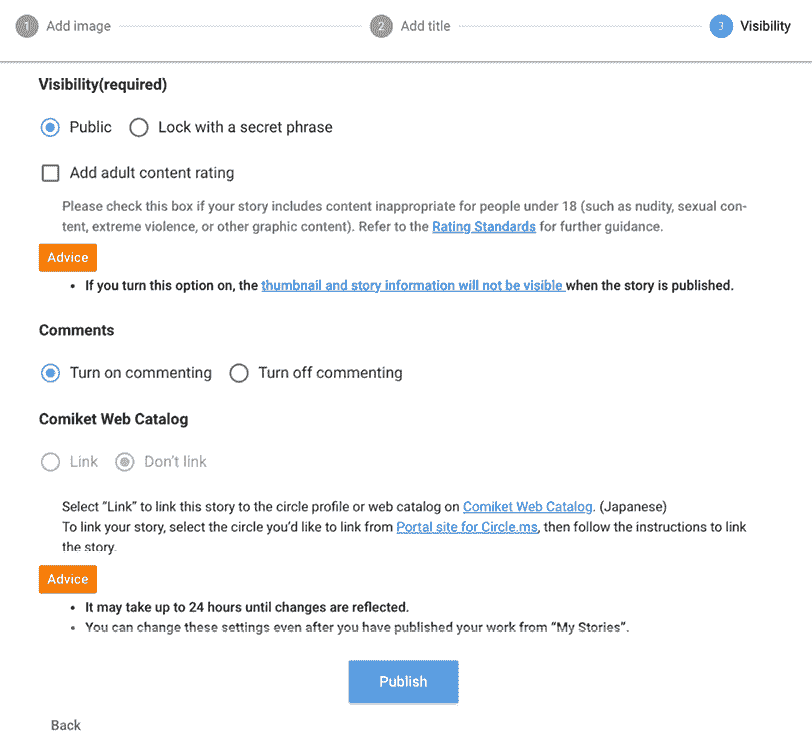 1 Add image 2 Add title 3 Visibility
Visibility(required)
Public Lock with a secret phrase
Add adult content rating
Please check this box if your story includes content inappropriate for people under 18 (such as nudity, sexual con-
tent, extreme violence, or other graphic content). Refer to the Rating Standards for further guidance.
Advice
• If you turn this option on, the thumbnail and story information will not be visible when the story is published.
Comments
Turn on commenting Turn off commenting
Comiket Web Catalog
Link Don't link
Select "Link" to link this story to the circle profile or web catalog on Comiket Web Catalog. (Japanese)
To link your story, select the circle you'd like to link from Portal site for Circle.ms, then follow the instructions to link
the story.
Advice
• It may take up to 24 hours until changes are reflected.
• You can change these settings even after you have published your work from "My Stories".
Publish
Back